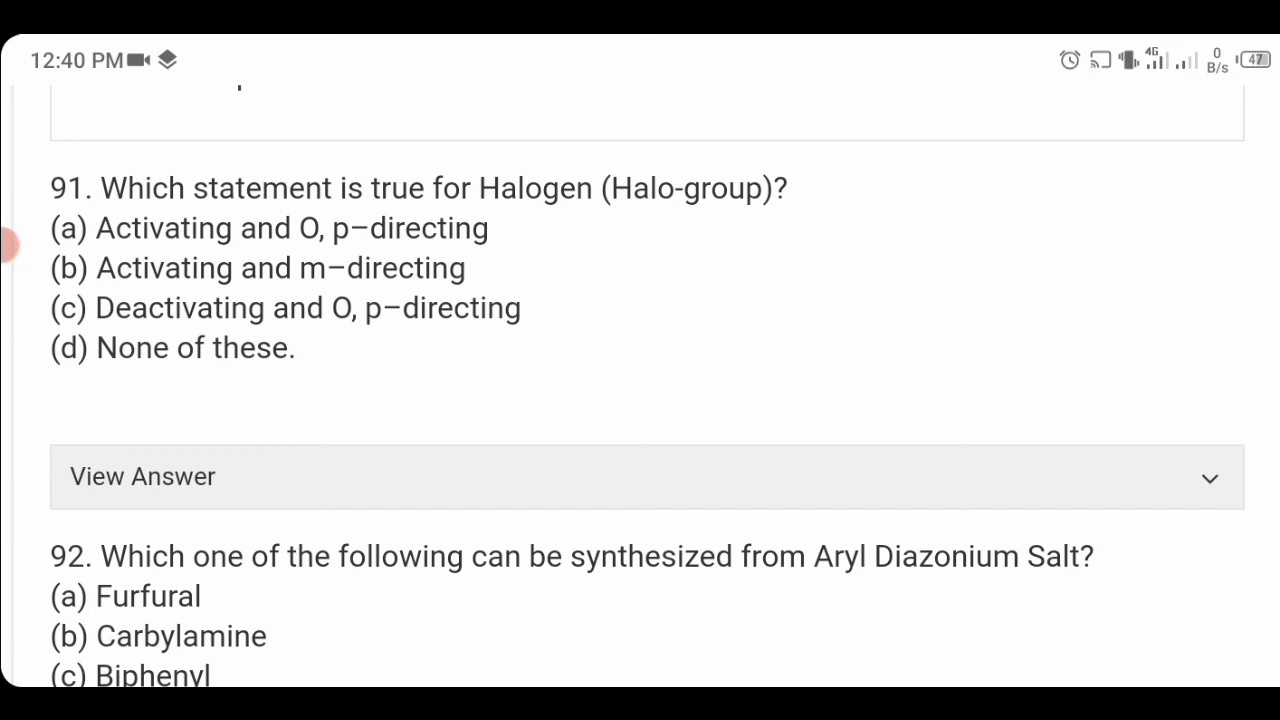 12:40 PM
4G
0
B/s
47
91. Which statement is true for Halogen (Halo-group)?
(a) Activating and O, p−directing
(b) Activating and m−directing
(c) Deactivating and O, p−directing
(d) None of these.
View Answer
92. Which one of the following can be synthesized from Aryl Diazonium Salt?
(a) Furfural
(b) Carbylamine
(c) Biphenyl